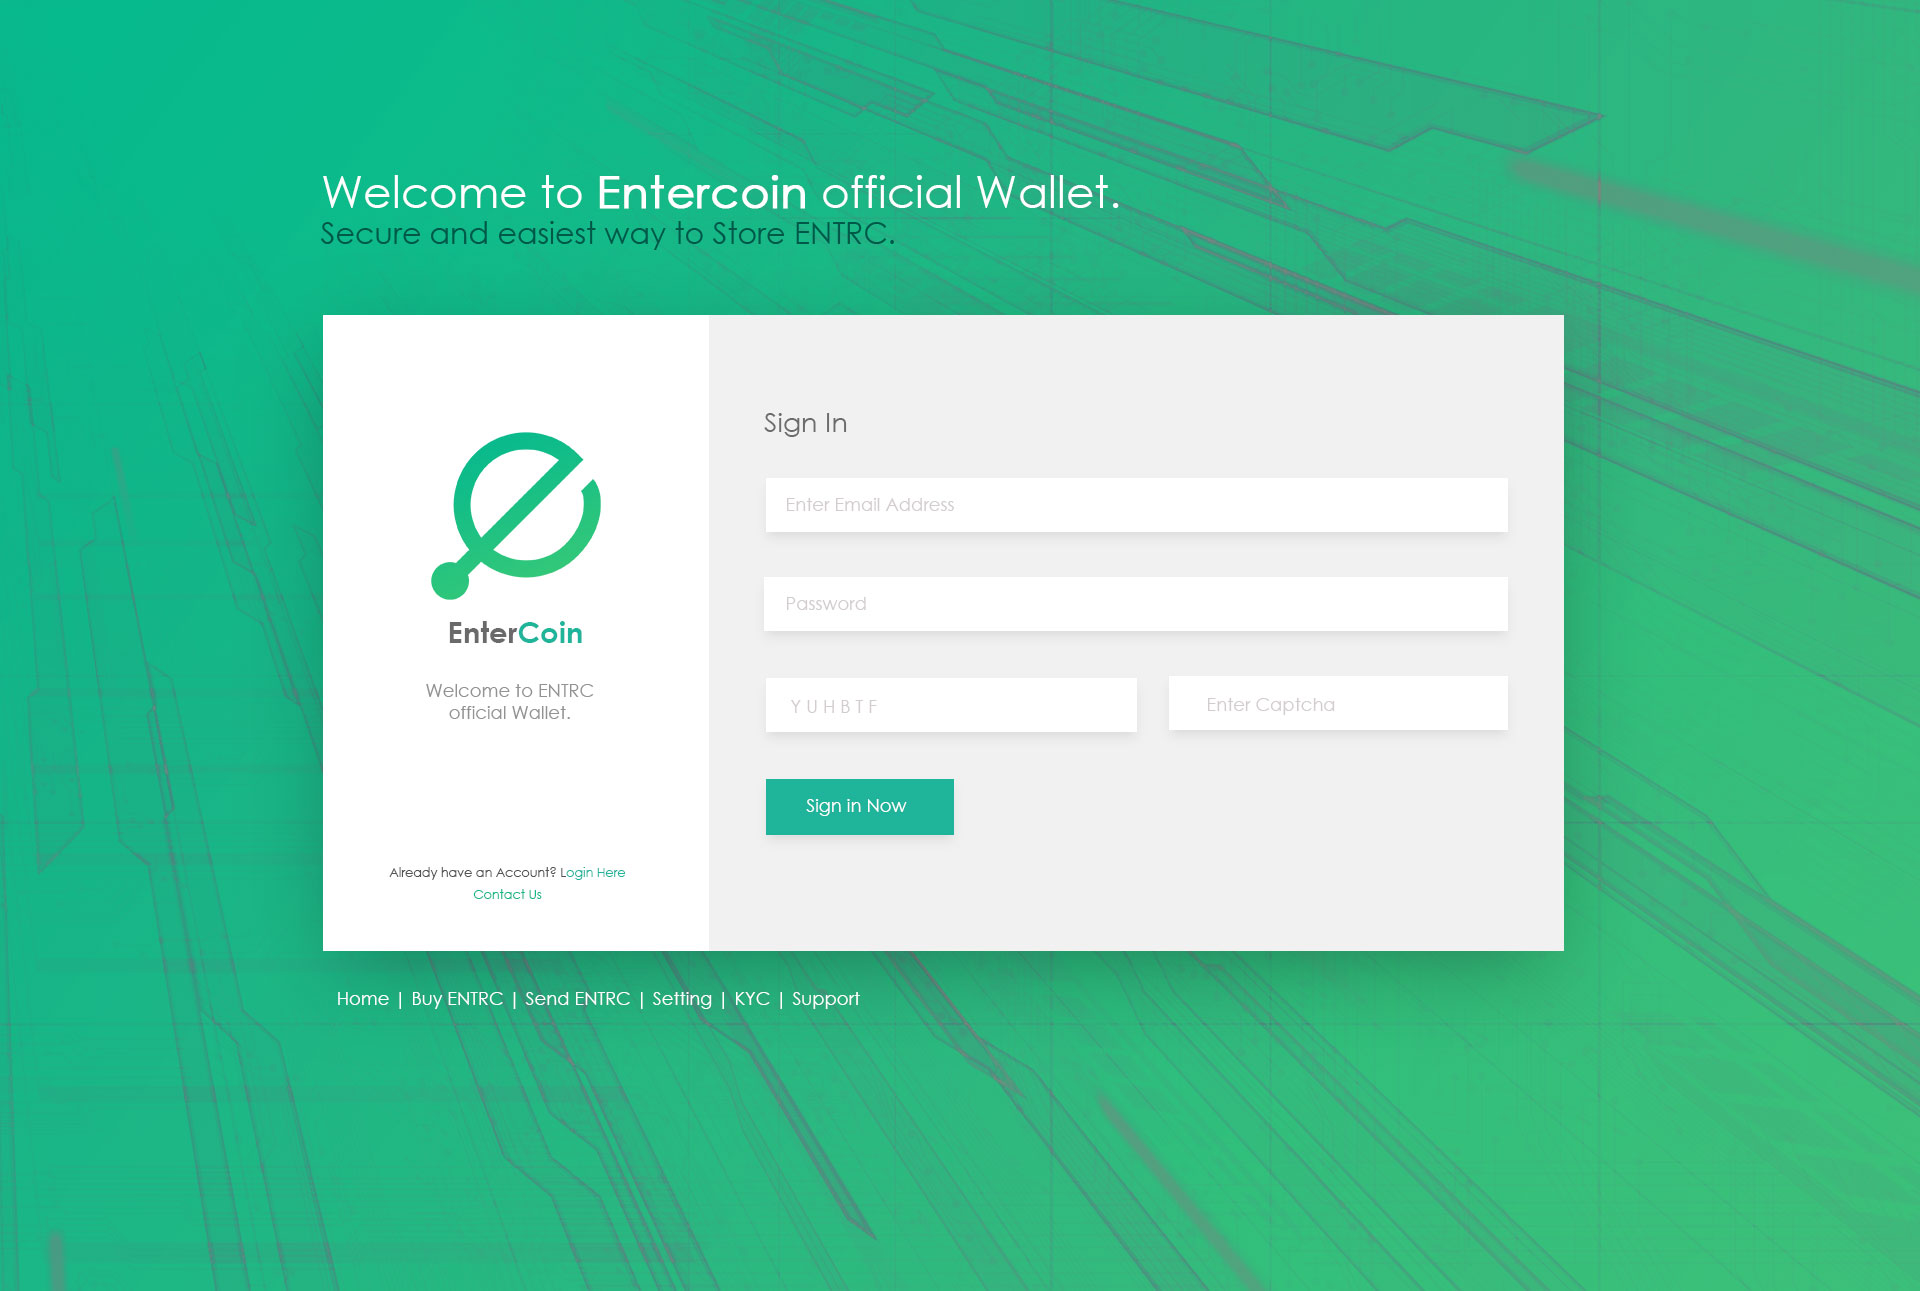 Welcome to Entercoin official Wallet.
Secure and easiest way to Store ENTRC.
EnterCoin
Welcome to ENTRC
official Wallet.
Already have an Account? Login Here
Contact Us
Sign In
Enter Email Address
Password
Y U H B T F
Enter Captcha
Sign in Now
Home | Buy ENTRC | Send ENTRC | Setting | KYC | Support